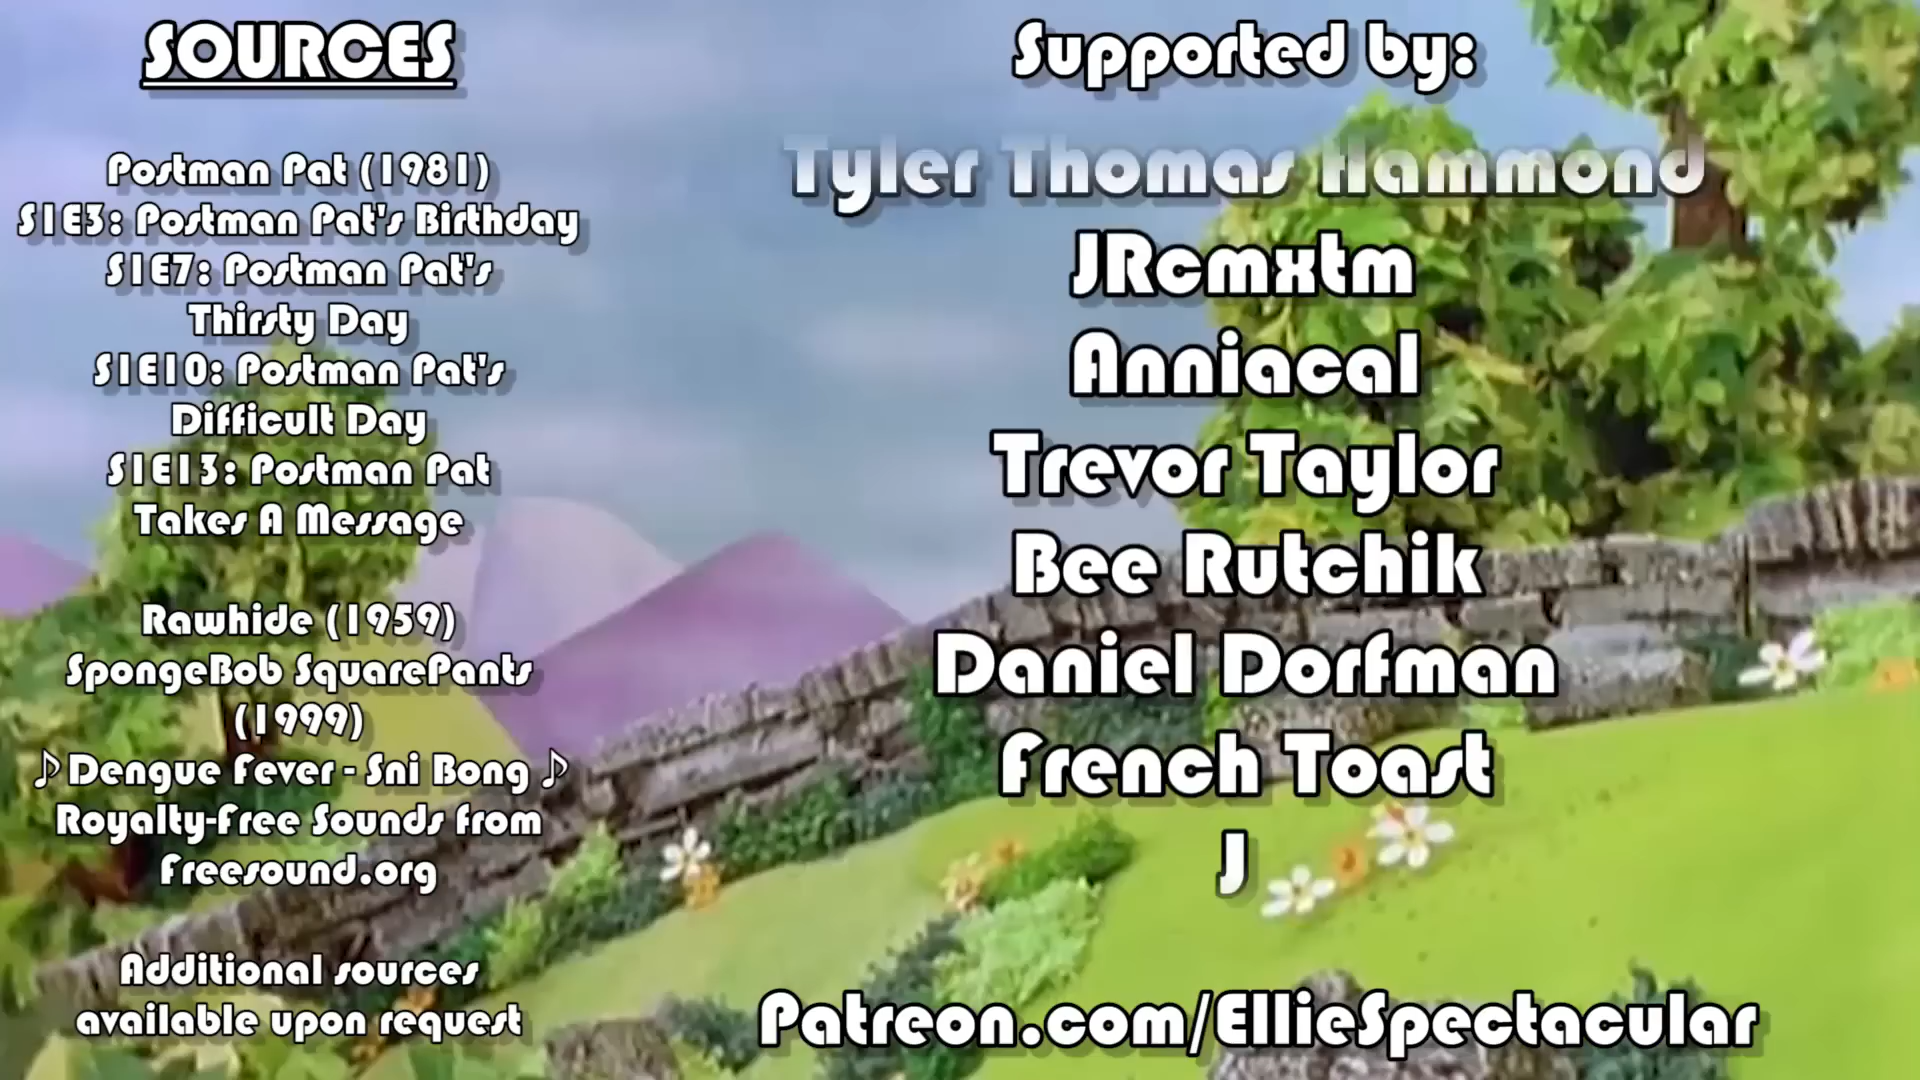 SOURCES
Postman Pat (1981)
S1E3: Postman Pat's Birthday
S1E7: Postman Pat's
Thirsty Day
S1E10: Postman Pat's
Difficult Day
S1E13: Postman Pat
Takes A Message
Rawhide (1959)
SpongeBob SquarePants
(1999)
♪ Dengue Fever - Sni Bong ♪
Royalty-Free Sounds from
Freesound.org
Additional sources
available upon request
Supported by:
Tyler Thomas Hammond
JRcmxtm
Anniacal
Trevor Taylor
Bee Rutchik
Daniel Dorfman
French Toast
J
Patreon.com/EllieSpectacular